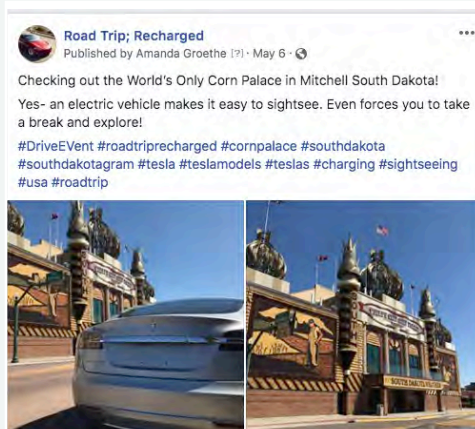 Road Trip; Recharged
Published by Amanda Groethe [?] · May 6 ·
Checking out the World's Only Corn Palace in Mitchell South Dakota!
Yes- an electric vehicle makes it easy to sightsee. Even forces you to take
a break and explore!
#DriveEVent #roadtriprecharged #cornpalace #southdakota
#southdakotagram #tesla #teslamodels #teslas #charging #sightseeing
#usa #roadtrip